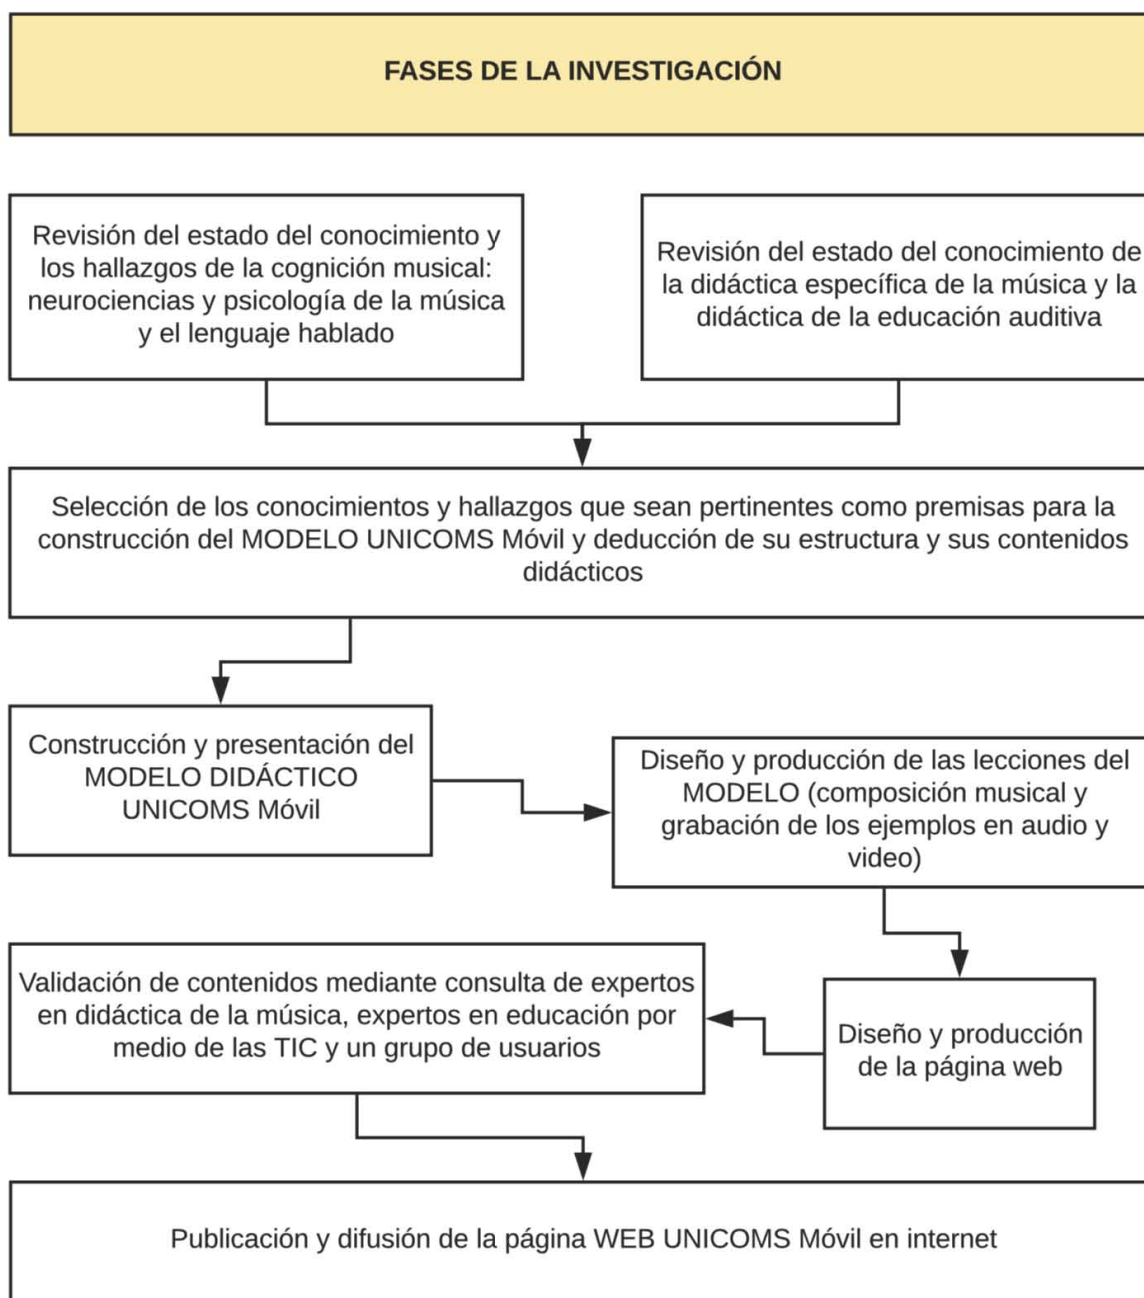 FASES DE LA INVESTIGACIÓN
Revisión del estado del conocimiento y
los hallazgos de la cognición musical:
neurociencias y psicología de la música
y el lenguaje hablado
Revisión del estado del conocimiento de
la didáctica específica de la música y la
didáctica de la educación auditiva
Selección de los conocimientos y hallazgos que sean pertinentes como premisas para la
construcción del MODELO UNICOMS Móvil y deducción de su estructura y sus contenidos
didácticos
Construcción y presentación del
MODELO DIDÁCTICO
UNICOMS Móvil
Diseño y producción de las lecciones del
MODELO (composición musical y
grabación de los ejemplos en audio y
video)
Diseño y producción
de la página web
Validación de contenidos mediante consulta de expertos
en didáctica de la música, expertos en educación por
medio de las TIC y un grupo de usuarios
Publicación y difusión de la página WEB UNICOMS Móvil en internet